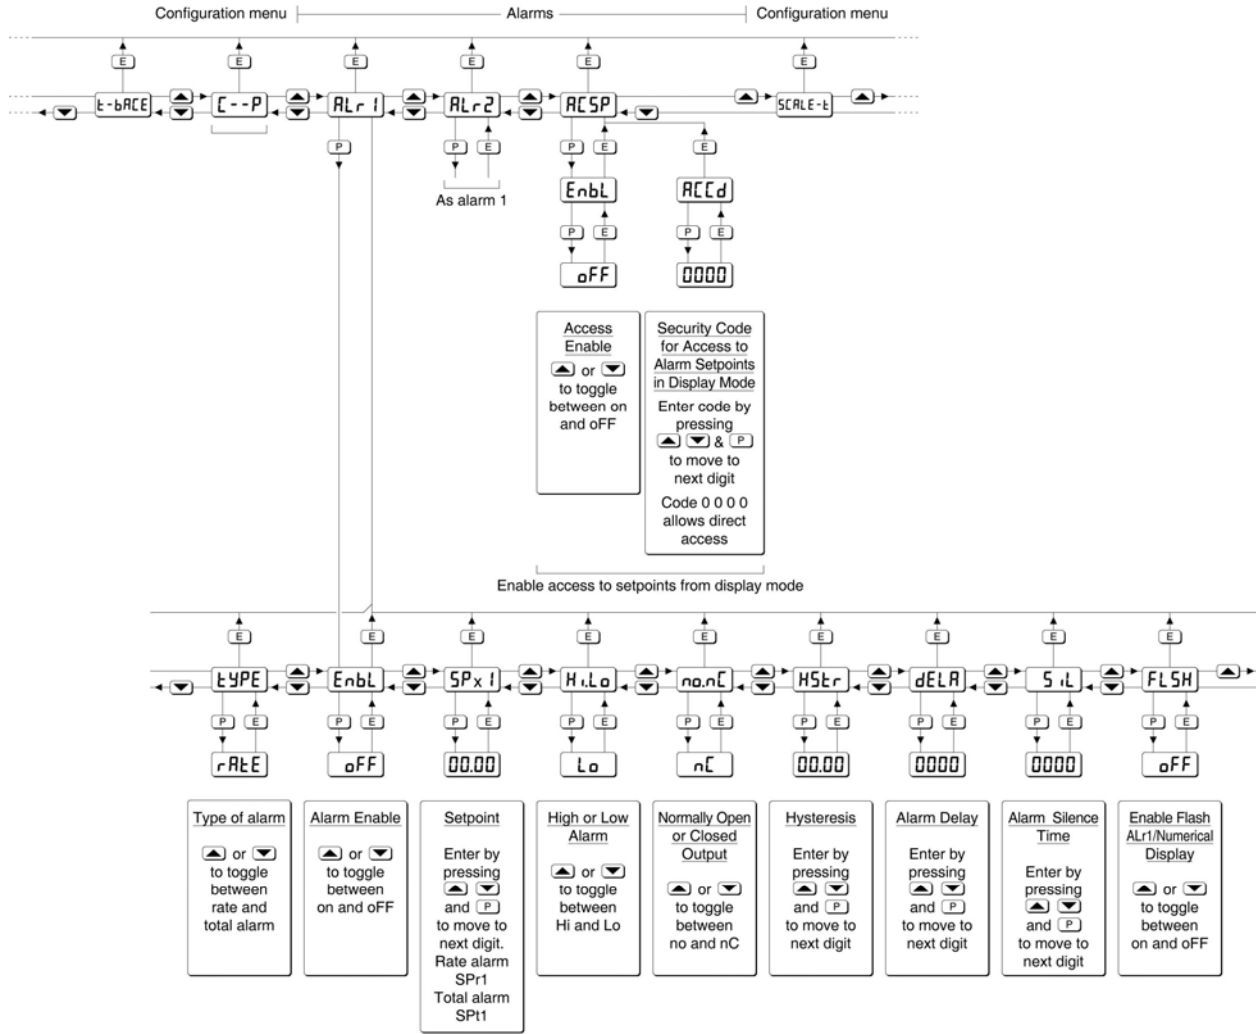 Configuration menu Alarms Configuration menu
E E E E E E
t-bACE C--P ALr1 ALr2 ACSP SCALE-t
P P E P E E
As alarm 1
EnbL ACCd
P E P E
oFF 0000
Access
Enable
or
to toggle
between on
and oFF
Security Code
for Access to
Alarm Setpoints
in Display Mode
Enter code by
pressing
& P
to move to
next digit
Code 0 0 0 0
allows direct
access
Enable access to setpoints from display mode
E E E E E E E E E
tYPE EnbL SPx1 Hi.Lo no.nC HStr dELA SiL FLSH
P E P E P E P E P E P E P E P E P E
rAtE oFF 00.00 Lo nC 00.00 0000 0000 oFF
Type of alarm
or
to toggle
between
rate and
total alarm
Alarm Enable
or
to toggle
between
on and oFF
Setpoint
Enter by
pressing
and P
to move to
next digit.
Rate alarm
SPr1
Total alarm
SPt1
High or Low
Alarm
or
to toggle
between
Hi and Lo
Normally Open
or Closed
Output
or
to toggle
between
no and nC
Hysteresis
Enter by
pressing
and P
to move to
next digit
Alarm Delay
Enter by
pressing
and P
to move to
next digit
Alarm Silence
Time
Enter by
pressing
and P
to move to
next digit
Enable Flash
ALr1/Numerical
Display
or
to toggle
between
on and oFF